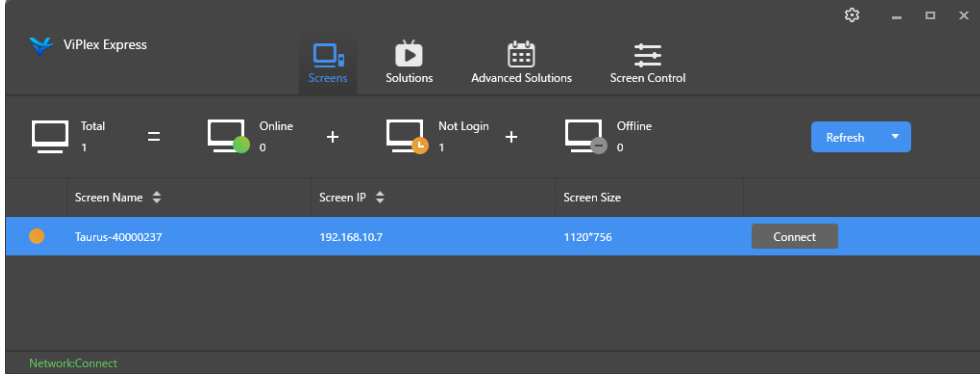 ViPlex Express
Screens Solutions Advanced Solutions Screen Control
Total = Online + Not Login + Offline
1 0 1 0
Refresh
Screen Name Screen IP Screen Size
Taurus-40000237 192.168.10.7 1120*756 Connect
Network:Connect